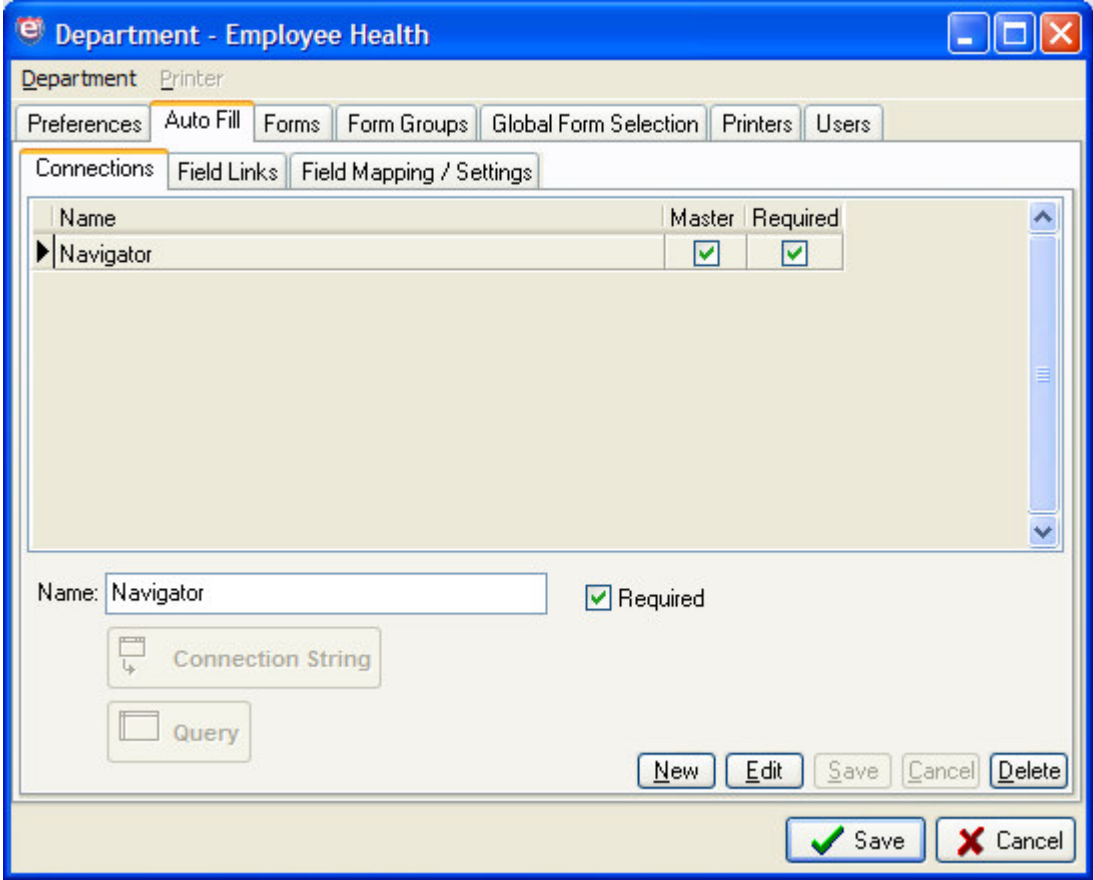 e Department - Employee Health
Department Printer
Preferences Auto Fill Forms Form Groups Global Form Selection Printers Users
Connections Field Links Field Mapping / Settings
Name Master Required
Navigator
Name: Navigator Required
Connection String
Query
New Edit Save Cancel Delete
Save Cancel